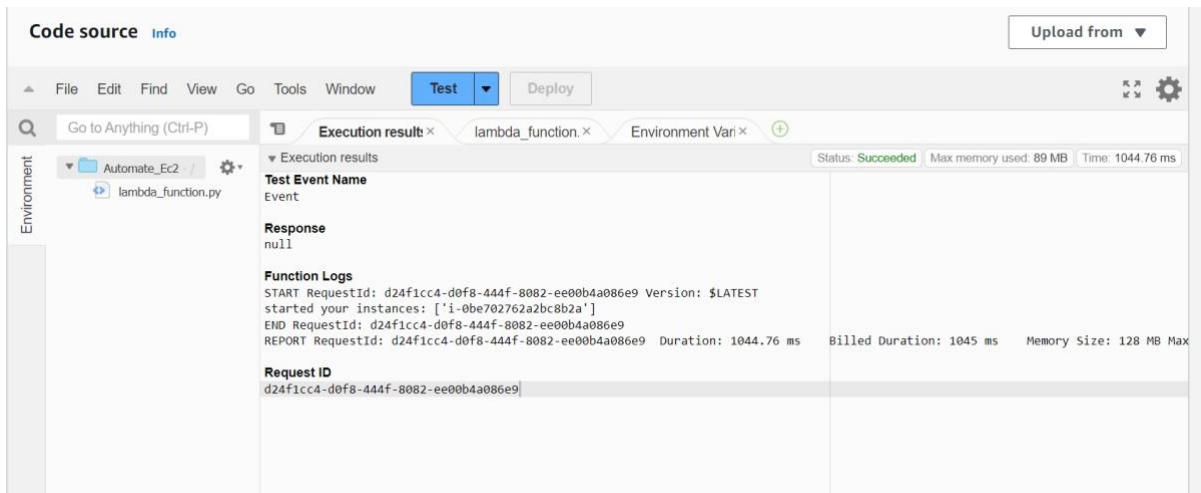 Code source Info
Upload from
File Edit Find View Go Tools Window Test Deploy
Go to Anything (Ctrl-P)
Execution results
lambda_function.
Environment Vari
Environment
Automate_Ec2 - /
lambda_function.py
Execution results
Status: Succeeded Max memory used: 89 MB Time: 1044.76 ms
Test Event Name
Event
Response
null
Function Logs
START RequestId: d24f1cc4-d0f8-444f-8082-ee00b4a086e9 Version: $LATEST
started your instances: ['i-0be702762a2bc8b2a']
END RequestId: d24f1cc4-d0f8-444f-8082-ee00b4a086e9
REPORT RequestId: d24f1cc4-d0f8-444f-8082-ee00b4a086e9 Duration: 1044.76 ms Billed Duration: 1045 ms Memory Size: 128 MB Max
Request ID
d24f1cc4-d0f8-444f-8082-ee00b4a086e9